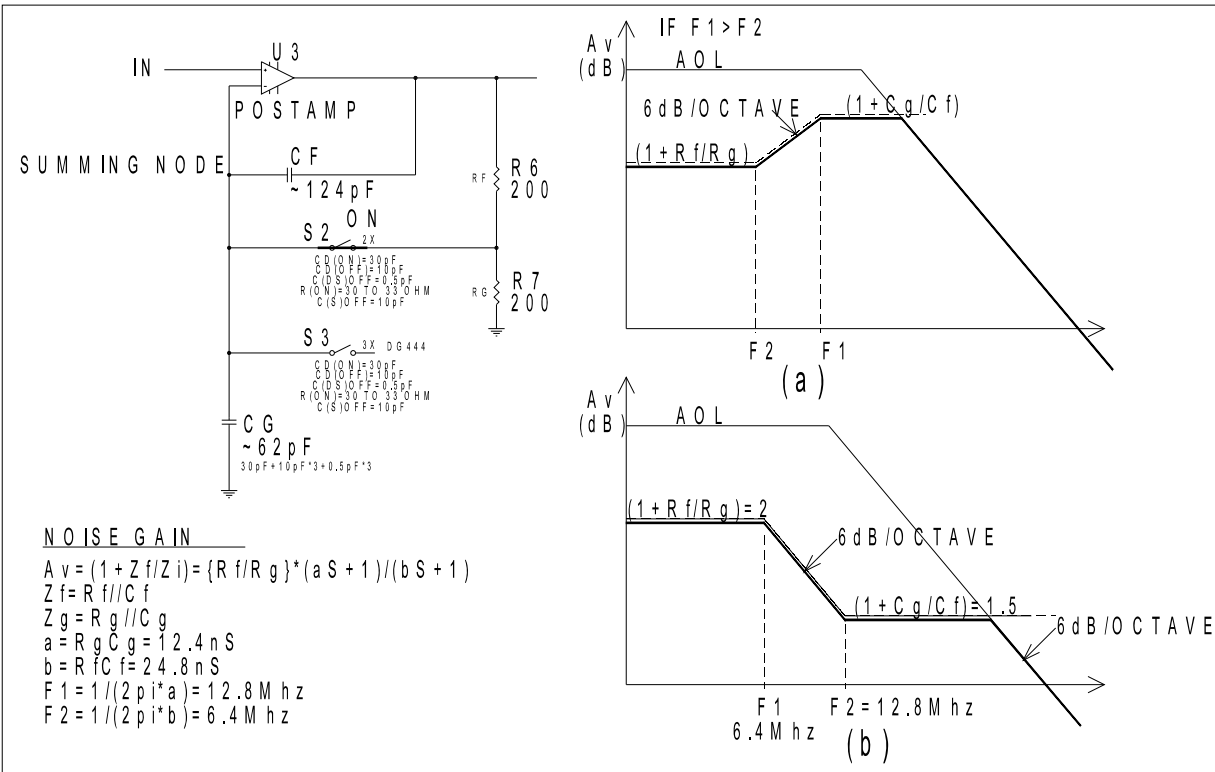 IN
U3
POSTAMP
SUMMING NODE
CF
~124pF
RF
R6
200
ON
S2
2X
CD(ON)=30pF
CD(OFF)=10pF
C(DS)OFF=0.5pF
R(ON)=30 TO 33 OHM
C(S)OFF=10pF
RG
R7
200
S3
3X DG444
CD(ON)=30pF
CD(OFF)=10pF
C(DS)OFF=0.5pF
R(ON)=30 TO 33 OHM
C(S)OFF=10pF
CG
~62pF
30pF+10pF*3+0.5pF*3
NOISE GAIN
Av=(1+Zf/Zi)={Rf/Rg}*(aS+1)/(bS+1)
Zf=Rf//Cf
Zg=Rg//Cg
a=RgCg=12.4nS
b=RfCf=24.8nS
F1=1/(2pi*a)=12.8Mhz
F2=1/(2pi*b)=6.4Mhz
IF F1>F2
Av
(dB)
AOL
6dB/OCTAVE
(1+Cg/Cf)
(1+Rf/Rg)
F2
F1
(a)
Av
(dB)
AOL
(1+Rf/Rg)=2
6dB/OCTAVE
(1+Cg/Cf)=1.5
6dB/OCTAVE
F1
6.4Mhz
F2=12.8Mhz
(b)